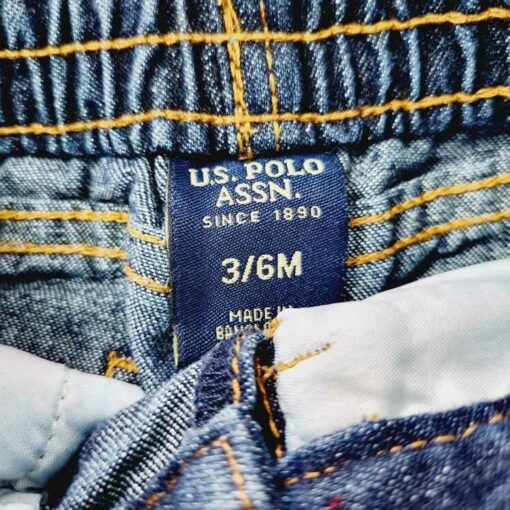 U.S. POLO
ASSN.
SINCE 1890
3/6M
MADE IN